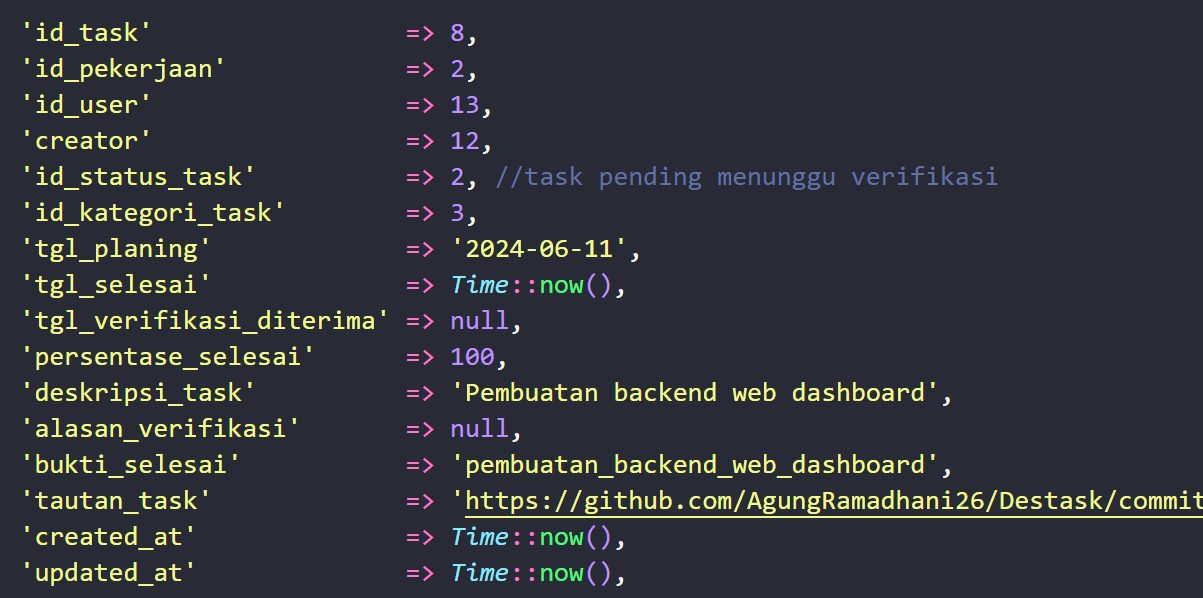 'id_task' => 8,
'id_pekerjaan' => 2,
'id_user' => 13,
'creator' => 12,
'id_status_task' => 2, //task pending menunggu verifikasi
'id_kategori_task' => 3,
'tgl_planing' => '2024-06-11',
'tgl_selesai' => Time::now(),
'tgl_verifikasi_diterima' => null,
'persentase_selesai' => 100,
'deskripsi_task' => 'Pembuatan backend web dashboard',
'alasan_verifikasi' => null,
'bukti_selesai' => 'pembuatan_backend_web_dashboard',
'tautan_task' => 'https://github.com/AgungRamadhani26/Destask/commit
'created_at' => Time::now(),
'updated_at' => Time::now(),